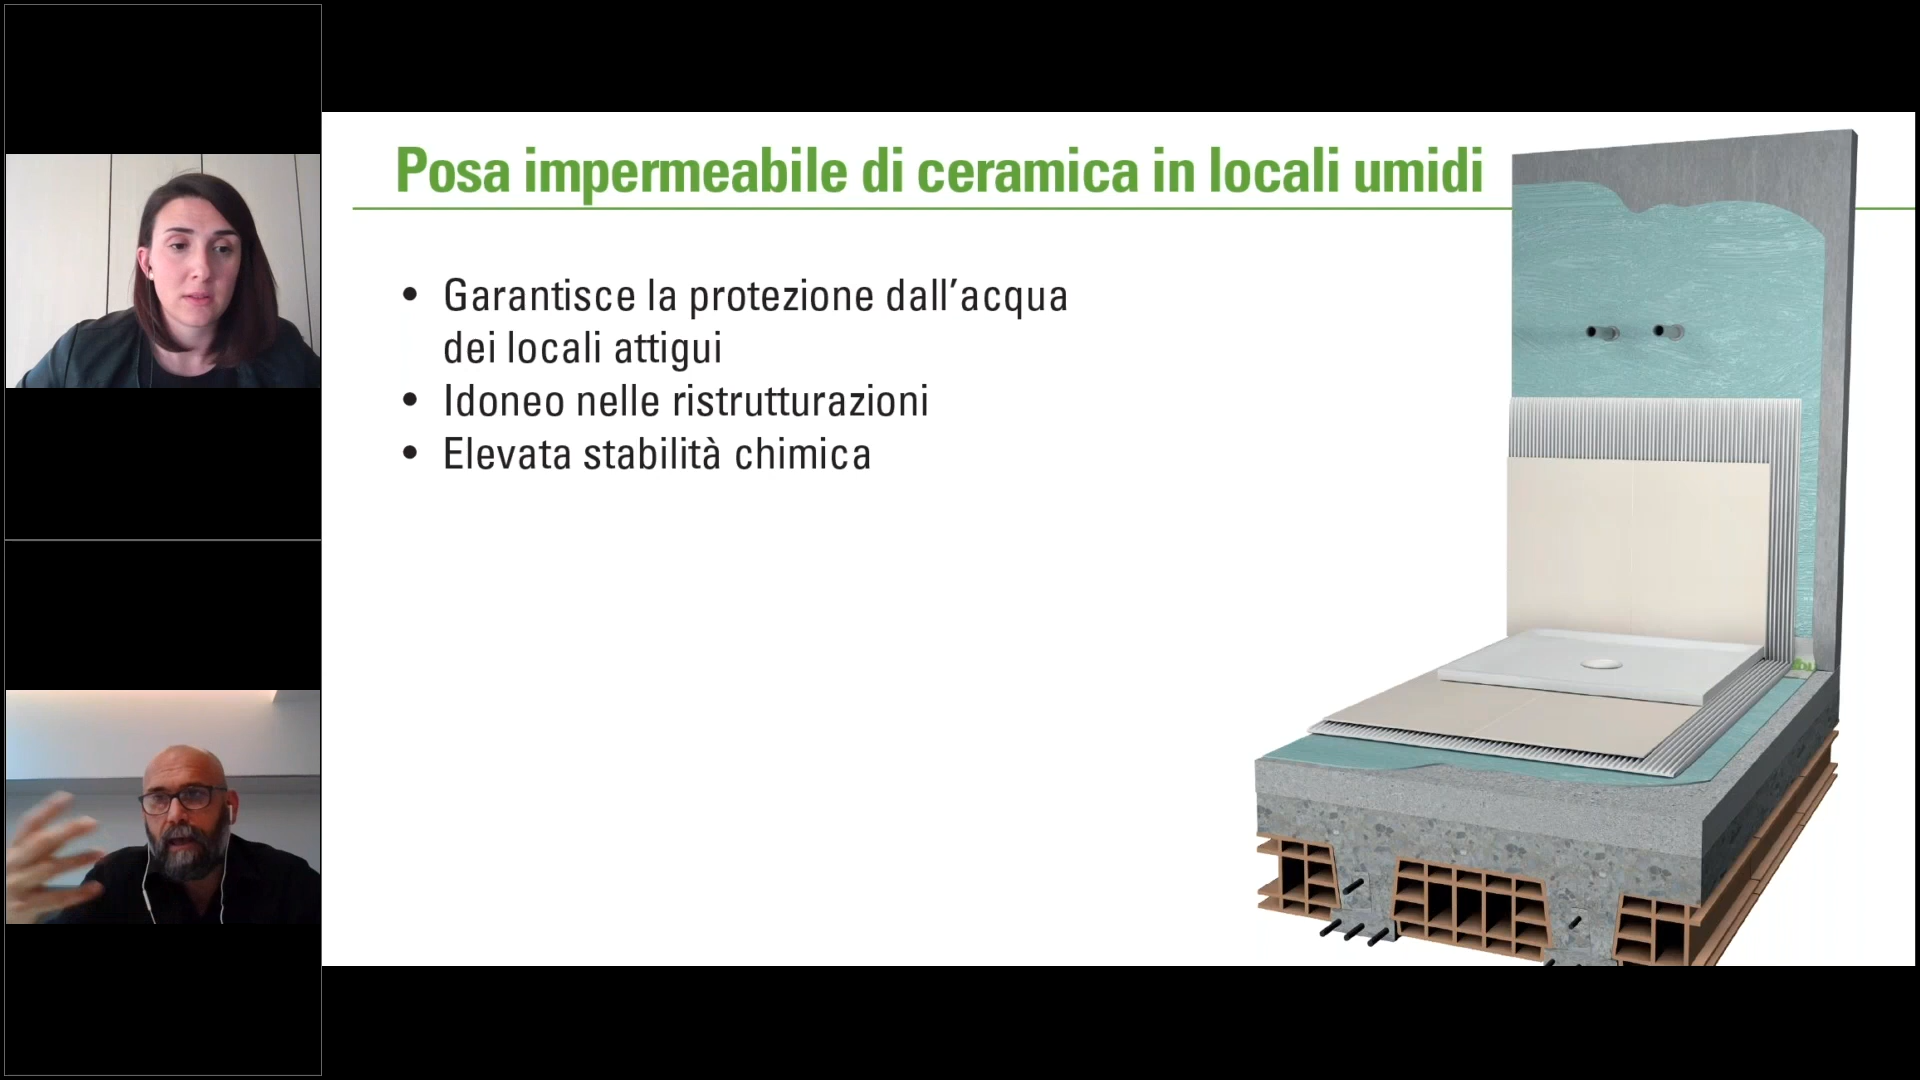 Posa impermeabile di ceramica in locali umidi
• Garantisce la protezione dall’acqua
dei locali attigui
• Idoneo nelle ristrutturazioni
• Elevata stabilità chimica